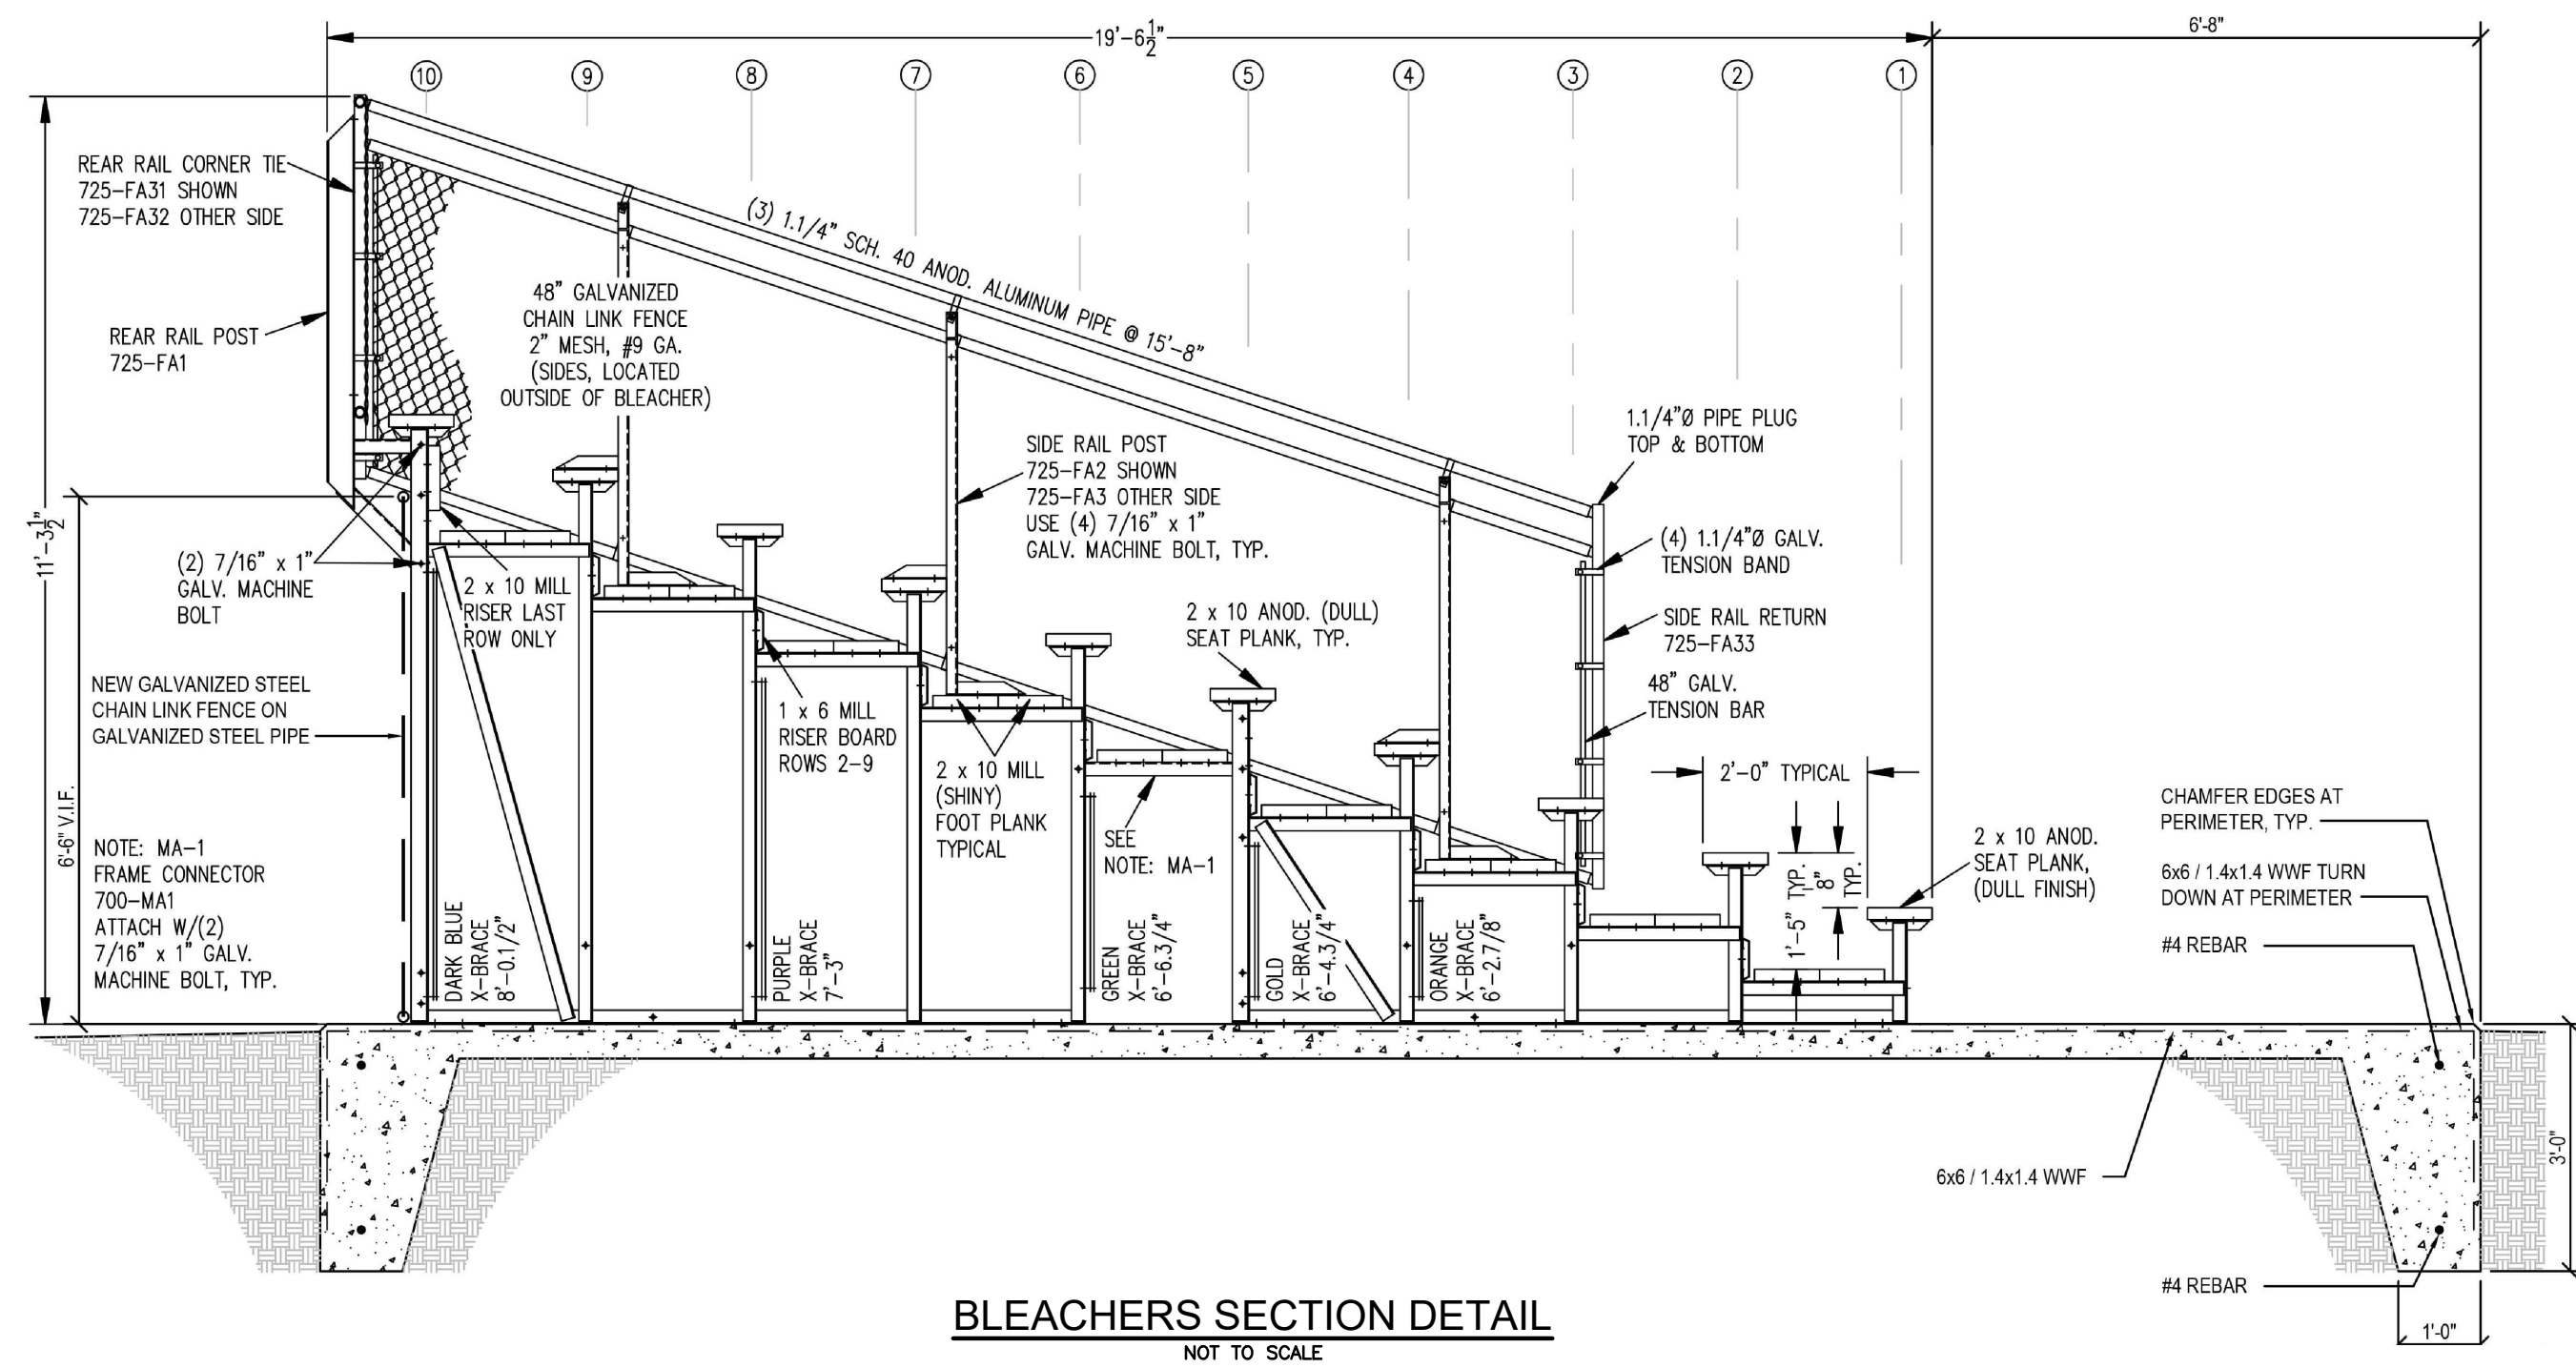 19'-6 1/2"
6'-8"
10
9
8
7
6
5
4
3
2
1
REAR RAIL CORNER TIE
725-FA31 SHOWN
725-FA32 OTHER SIDE
REAR RAIL POST
725-FA1
(3) 1.1/4" SCH. 40 ANOD. ALUMINUM PIPE @ 15'-8"
48" GALVANIZED
CHAIN LINK FENCE
2" MESH, #9 GA.
(SIDES, LOCATED
OUTSIDE OF BLEACHER)
SIDE RAIL POST
725-FA2 SHOWN
725-FA3 OTHER SIDE
USE (4) 7/16" x 1"
GALV. MACHINE BOLT, TYP.
1.1/4"Ø PIPE PLUG
TOP & BOTTOM
(4) 1.1/4"Ø GALV.
TENSION BAND
SIDE RAIL RETURN
725-FA33
48" GALV.
TENSION BAR
11'-3 1/2"
6'-6" V.I.F.
(2) 7/16" x 1"
GALV. MACHINE
BOLT
2 x 10 MILL
RISER LAST
ROW ONLY
2 x 10 ANOD. (DULL)
SEAT PLANK, TYP.
NEW GALVANIZED STEEL
CHAIN LINK FENCE ON
GALVANIZED STEEL PIPE
1 x 6 MILL
RISER BOARD
ROWS 2-9
2 x 10 MILL
(SHINY)
FOOT PLANK
TYPICAL
SEE
NOTE: MA-1
2'-0" TYPICAL
1'-5" TYP.
8"
TYP.
2 x 10 ANOD.
SEAT PLANK,
(DULL FINISH)
NOTE: MA-1
FRAME CONNECTOR
700-MA1
ATTACH W/(2)
7/16" x 1" GALV.
MACHINE BOLT, TYP.
DARK BLUE
X-BRACE
8'-0.1/2"
PURPLE
X-BRACE
7'-3"
GREEN
X-BRACE
6'-6.3/4"
GOLD
X-BRACE
6'-4.3/4"
ORANGE
X-BRACE
6'-2.7/8"
CHAMFER EDGES AT
PERIMETER, TYP.
6x6 / 1.4x1.4 WWF TURN
DOWN AT PERIMETER
#4 REBAR
3'-0"
6x6 / 1.4x1.4 WWF
#4 REBAR
1'-0"
BLEACHERS SECTION DETAIL
NOT TO SCALE